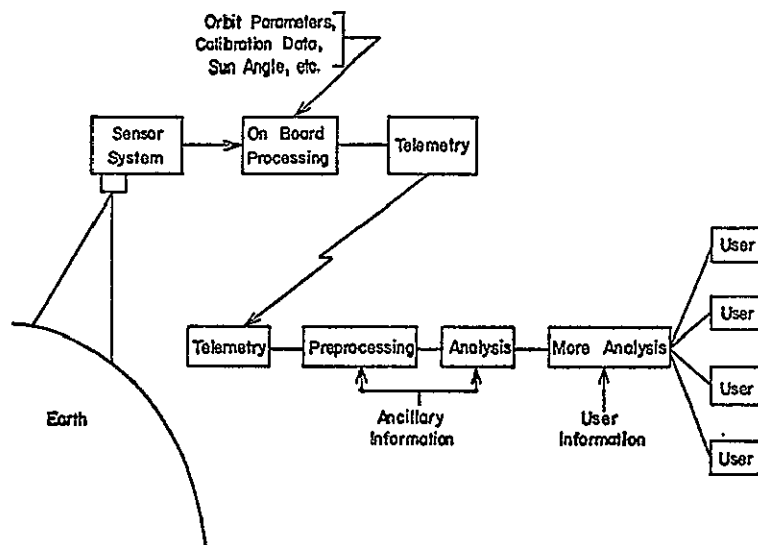 Orbit Parameters,
Calibration Data,
Sun Angle, etc.
Sensor
System
On Board
Processing
Telemetry
User
User
Telemetry
Preprocessing
Analysis
More Analysis
User
Ancillary
Information
User
Information
Earth
User